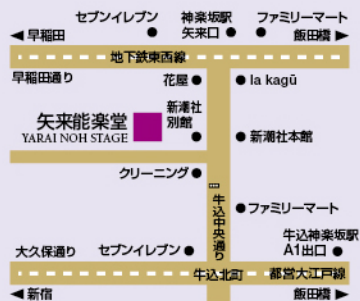 セブンイレブン
神楽坂駅
矢来口
ファミリーマート
◀早稲田
飯田橋▶
地下鉄東西線
早稲田通り
花屋
la kagū
新潮社
別館
矢来能楽堂
YARAI NOH STAGE
新潮社本館
クリーニング
牛込中央通り
ファミリーマート
牛込神楽坂駅
A1出口
大久保通り
セブンイレブン
牛込北町
都営大江戸線
◀新宿
飯田橋▶